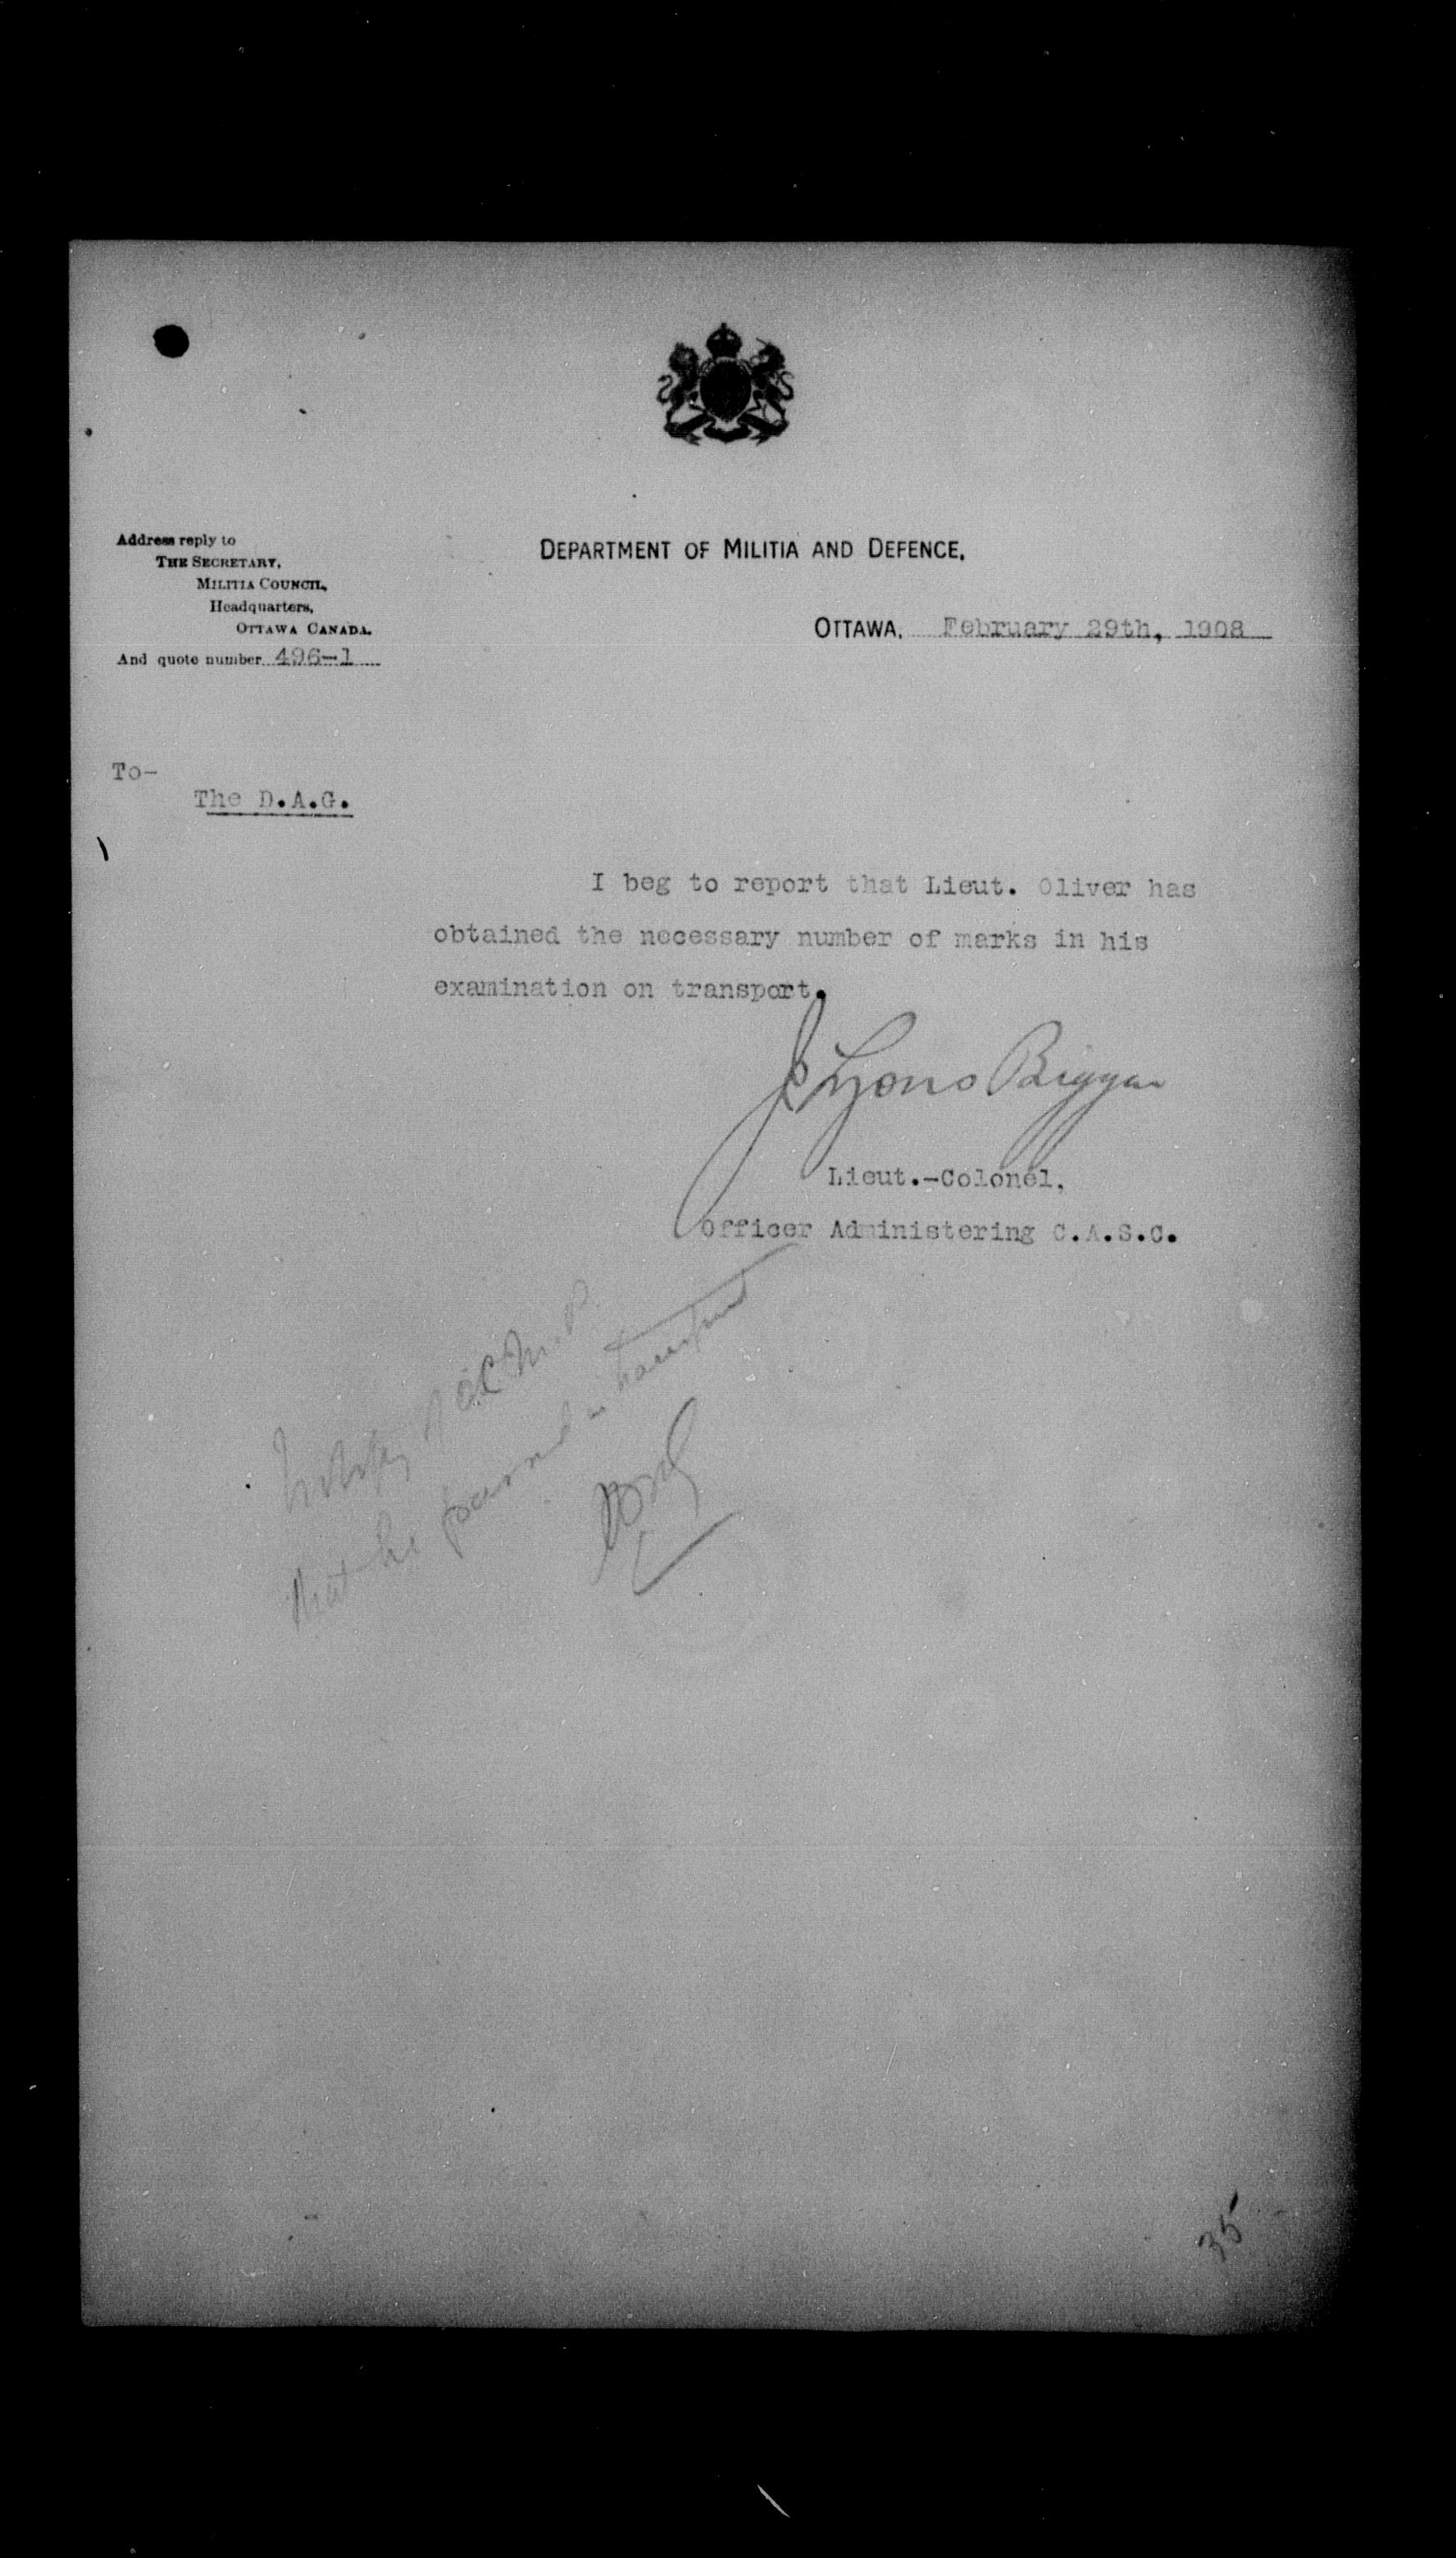 Address reply to
THE SECRETARY,
MILITIA COUNCIL,
Headquarters,
OTTAWA CANADA.
And quote number 496-1
DEPARTMENT OF MILITIA AND DEFENCE.
OTTAWA, February 29th, 1908
To-
The D.A.G.
I beg to report that Lieut. Oliver has
obtained the necessary number of marks in his
examination on transport.
J Lyons Biggar
Lieut.-Colonel,
Officer Administering C.A.S.C.
that he passed in transport
35